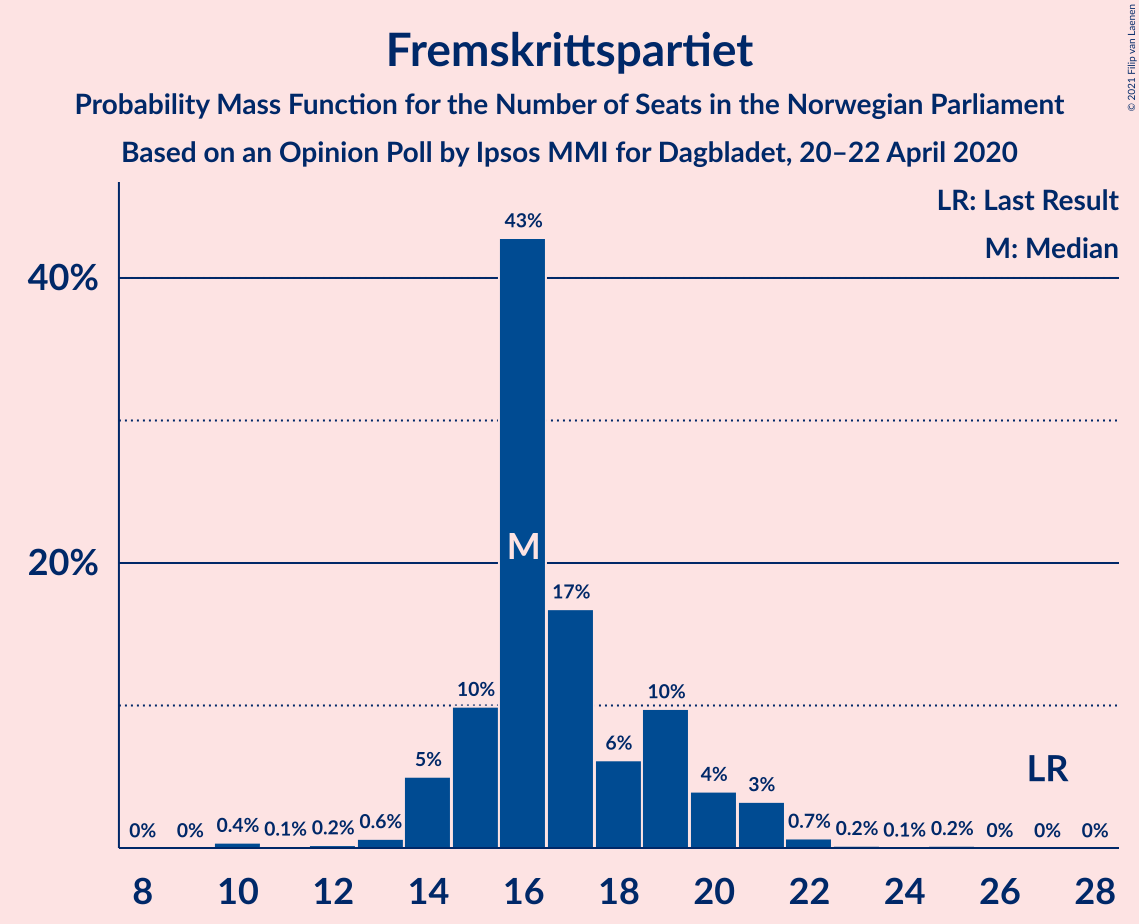 Fremskrittspartiet
Probability Mass Function for the Number of Seats in the Norwegian Parliament
Based on an Opinion Poll by Ipsos MMI for Dagbladet, 20–22 April 2020
© 2021 Filip van Laenen
LR: Last Result
M: Median
43%
40%
M
20%
17%
10%
10%
6%
5%
4%
3%
LR
0%
0%
0.4%
0.1%
0.2%
0.6%
0.7%
0.2%
0.1%
0.2%
0%
0%
0%
8 10 12 14 16 18 20 22 24 26 28